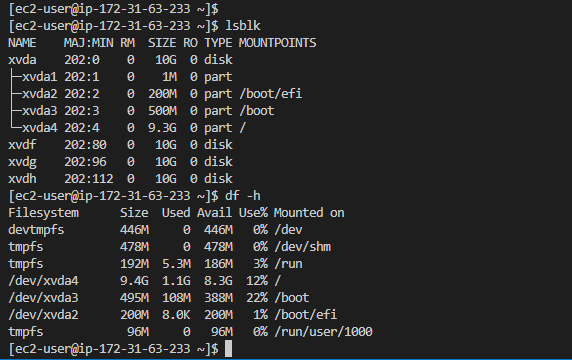 [ec2-user@ip-172-31-63-233 ~]$
[ec2-user@ip-172-31-63-233 ~]$ lsblk
NAME    MAJ:MIN RM  SIZE RO TYPE MOUNTPOINTS
xvda    202:0    0   10G  0 disk
├─xvda1 202:1    0    1M  0 part
├─xvda2 202:2    0  200M  0 part /boot/efi
├─xvda3 202:3    0  500M  0 part /boot
└─xvda4 202:4    0  9.3G  0 part /
xvdf    202:80   0   10G  0 disk
xvdg    202:96   0   10G  0 disk
xvdh    202:112  0   10G  0 disk
[ec2-user@ip-172-31-63-233 ~]$ df -h
Filesystem      Size  Used Avail Use% Mounted on
devtmpfs        446M     0  446M   0% /dev
tmpfs           478M     0  478M   0% /dev/shm
tmpfs           192M  5.3M  186M   3% /run
/dev/xvda4      9.4G  1.1G  8.3G  12% /
/dev/xvda3      495M  108M  388M  22% /boot
/dev/xvda2      200M  8.0K  200M   1% /boot/efi
tmpfs            96M     0   96M   0% /run/user/1000
[ec2-user@ip-172-31-63-233 ~]$